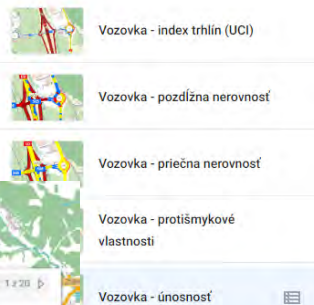 Vozovka - index trhlín (UCI)
Vozovka - pozdĺžna nerovnosť
Vozovka - priečna nerovnosť
Vozovka - protišmykové
vlastnosti
1 z 20
Vozovka - únosnosť